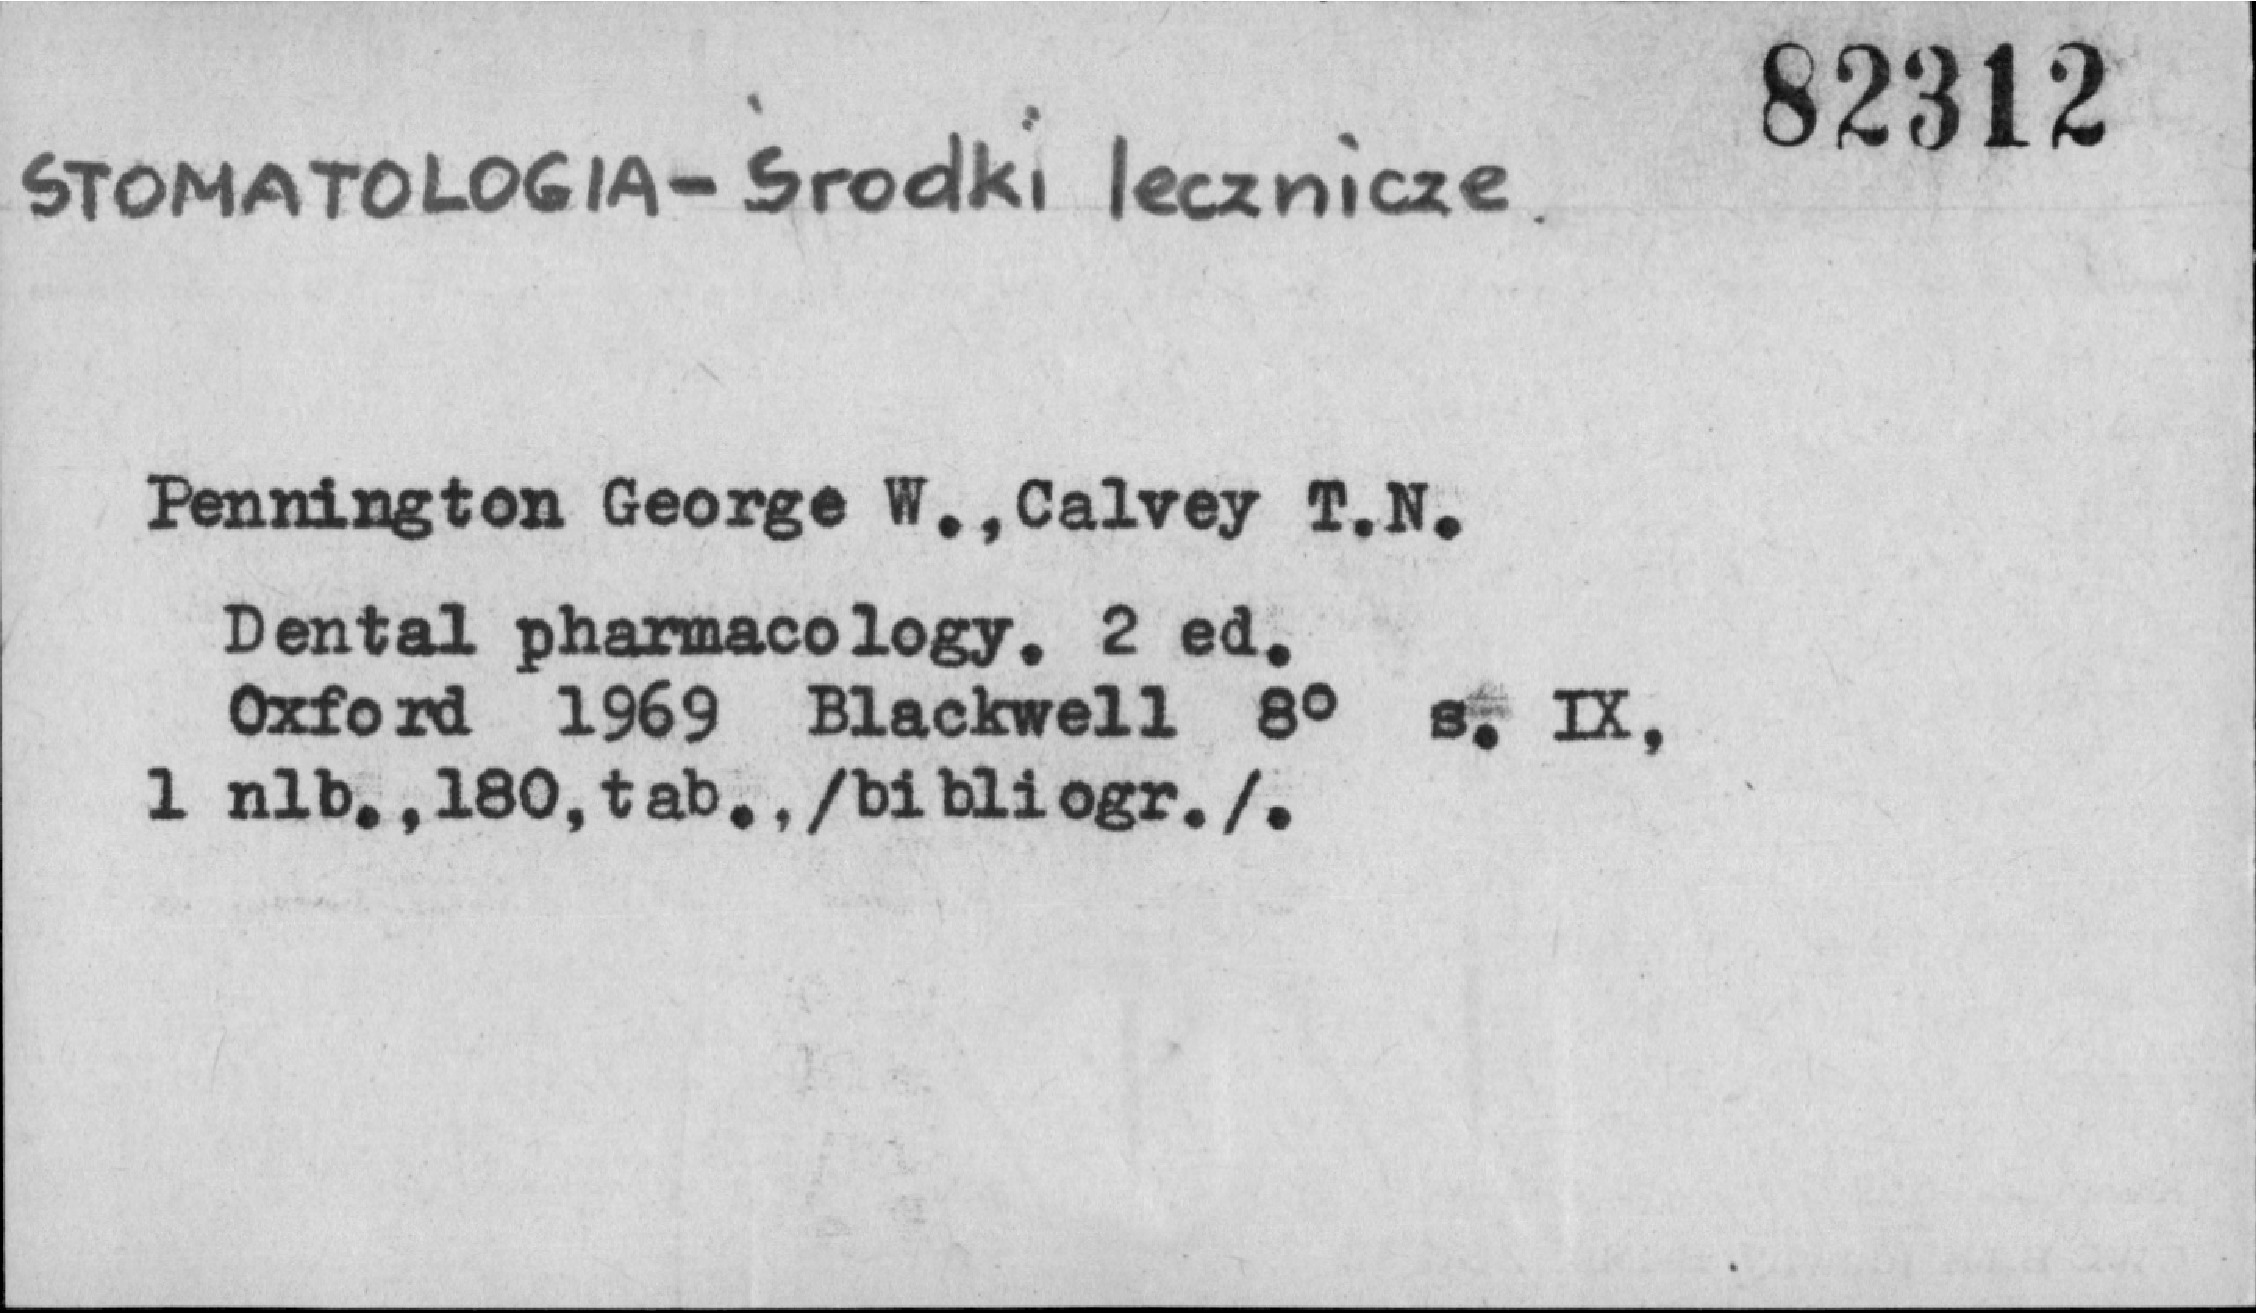 82312
STOMATOLOGIA - Środki lecznicze.
Pennington George W.,Calvey T.N.
Dental pharmacology. 2 ed.
Oxford 1969 Blackwell 8° s. IX,
1 nlb.,180,tab.,/bibliogr./.